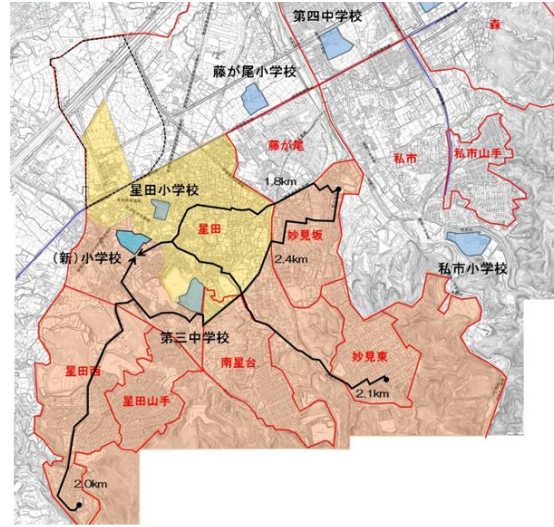 第四中学校
森
藤が尾小学校
藤が尾
私市
私市山手
1.8km
星田小学校
星田
妙見坂
2.4km
(新)小学校
私市小学校
第三中学校
星田西
南星台
妙見東
星田山手
2.1km
2.0km